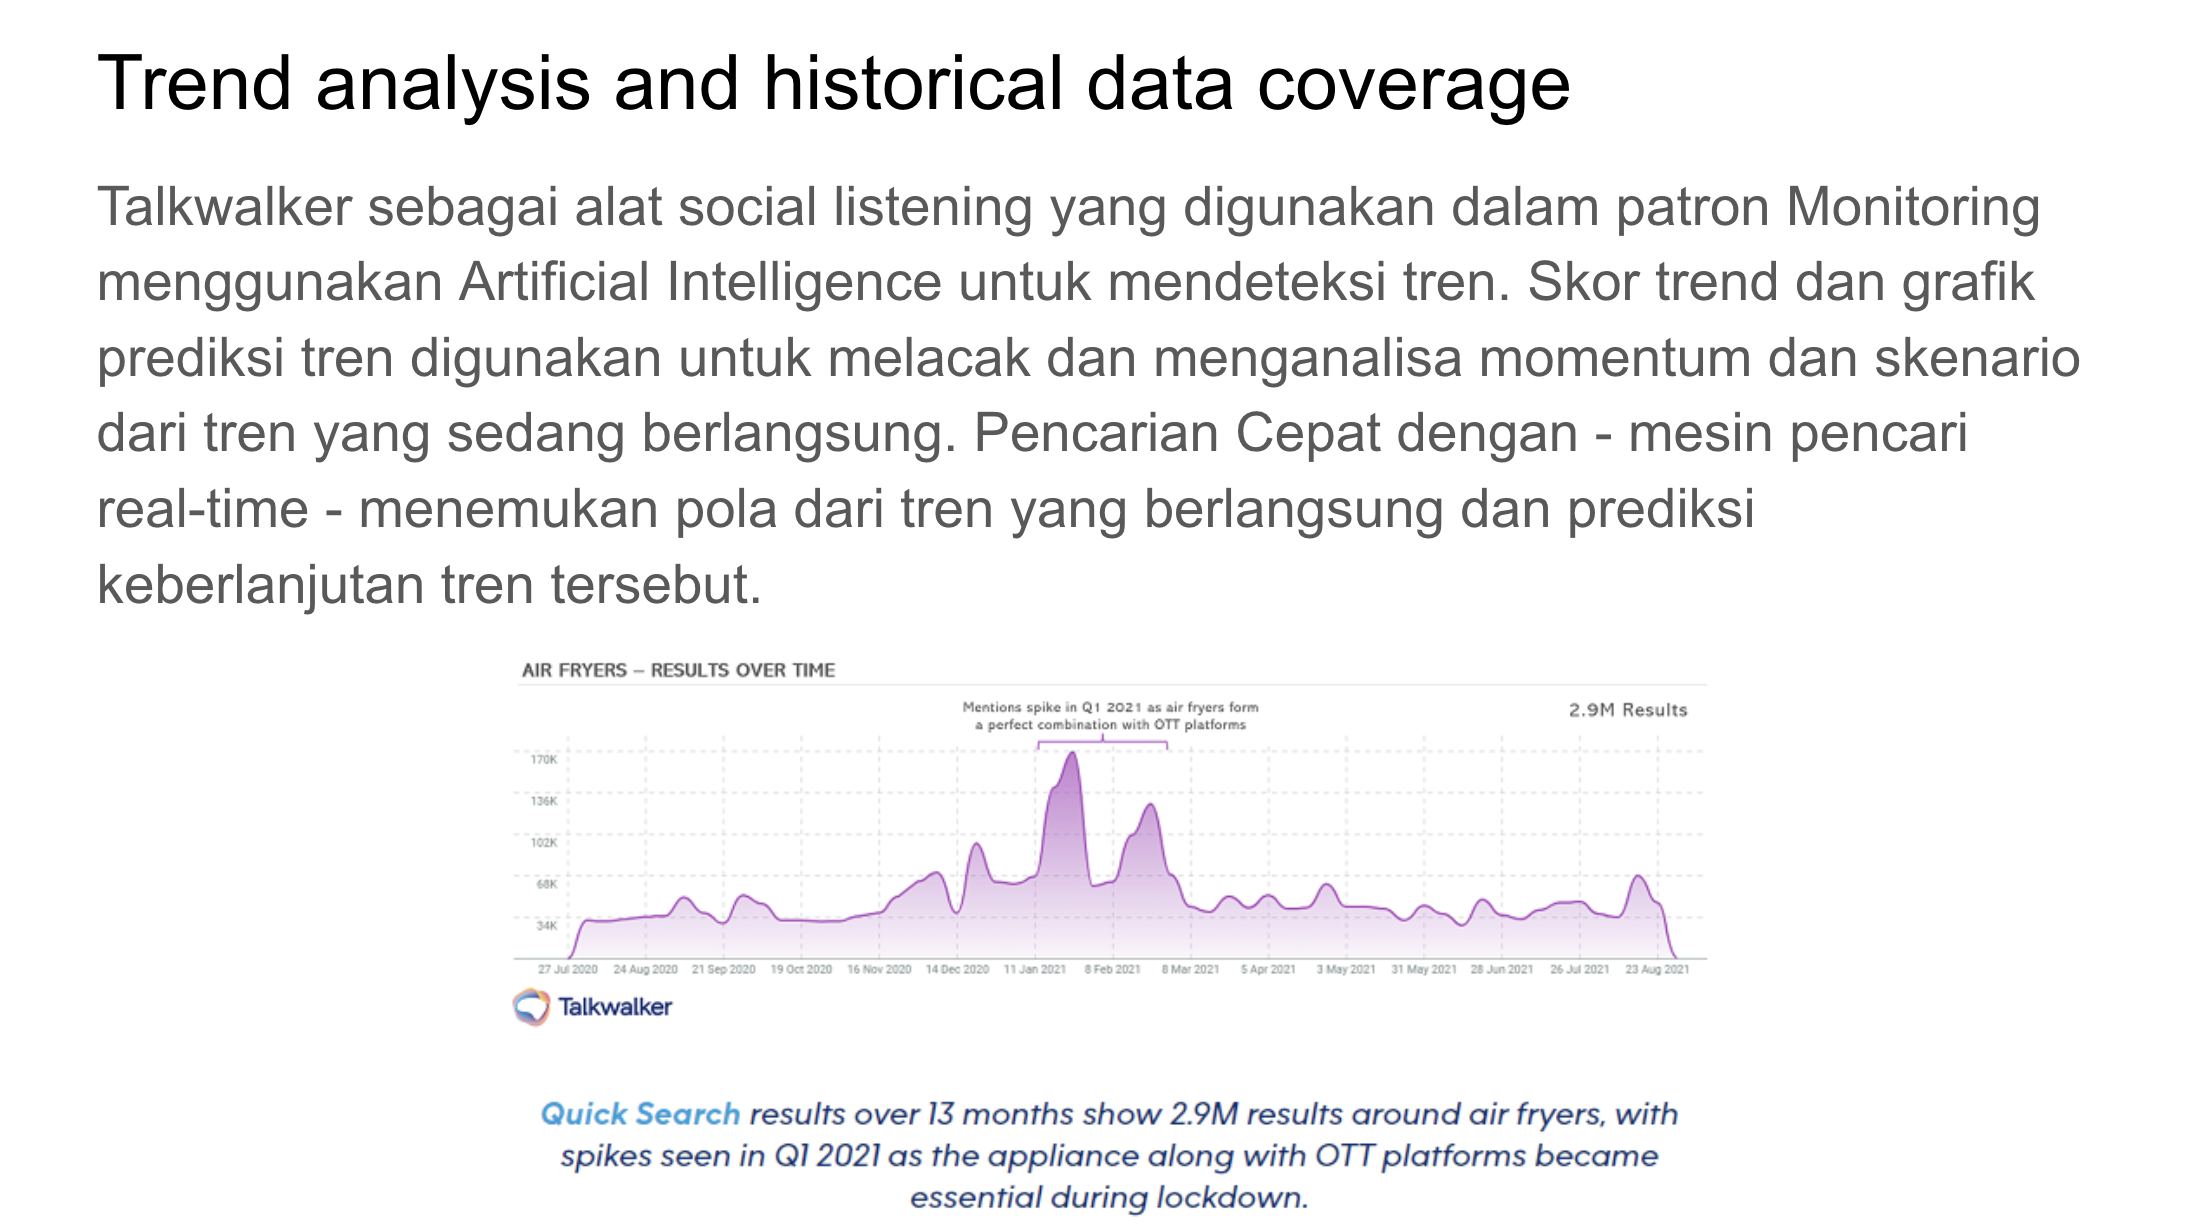 Trend analysis and historical data coverage
Talkwalker sebagai alat social listening yang digunakan dalam patron Monitoring
menggunakan Artificial Intelligence untuk mendeteksi tren. Skor trend dan grafik
prediksi tren digunakan untuk melacak dan menganalisa momentum dan skenario
dari tren yang sedang berlangsung. Pencarian Cepat dengan - mesin pencari
real-time - menemukan pola dari tren yang berlangsung dan prediksi
keberlanjutan tren tersebut.
AIR FRYERS – RESULTS OVER TIME
Mentions spike in Q1 2021 as air fryers form
a perfect combination with OTT platforms
2.9M Results
170K
136K
102K
68K
34K
27 Jul 2020 24 Aug 2020 21 Sep 2020 19 Oct 2020 16 Nov 2020 14 Dec 2020 11 Jan 2021 8 Feb 2021 8 Mar 2021 5 Apr 2021 3 May 2021 31 May 2021 28 Jun 2021 26 Jul 2021 23 Aug 2021
Talkwalker
Quick Search results over 13 months show 2.9M results around air fryers, with
spikes seen in Q1 2021 as the appliance along with OTT platforms became
essential during lockdown.